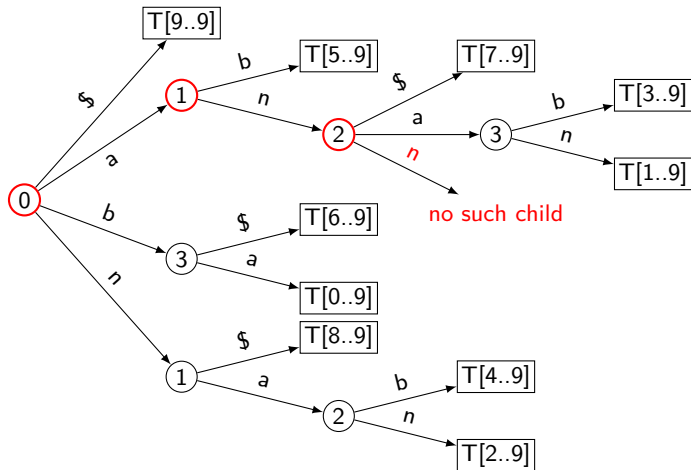 T[9..9]
$
b
T[5..9]
$
T[7..9]
1
n
a
2
a
3
b
T[3..9]
n
T[1..9]
n
0
no such child
b
$
T[6..9]
3
a
T[0..9]
n
$
T[8..9]
1
a
2
b
T[4..9]
n
T[2..9]